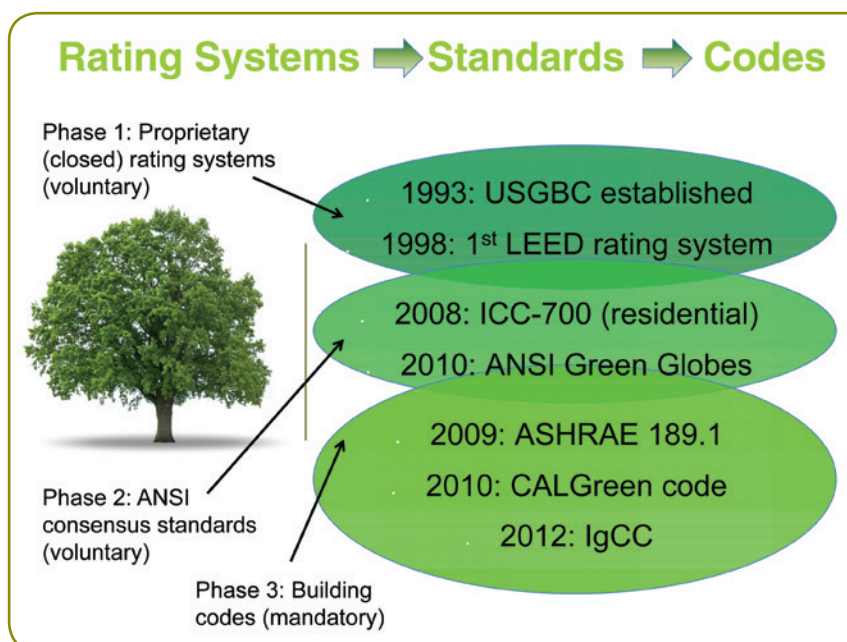 Rating Systems Standards Codes
Phase 1: Proprietary
(closed) rating systems
(voluntary)
1993: USGBC established
1998: 1st LEED rating system
2008: ICC-700 (residential)
2010: ANSI Green Globes
2009: ASHRAE 189.1
2010: CALGreen code
2012: IgCC
Phase 2: ANSI
consensus standards
(voluntary)
Phase 3: Building
codes (mandatory)